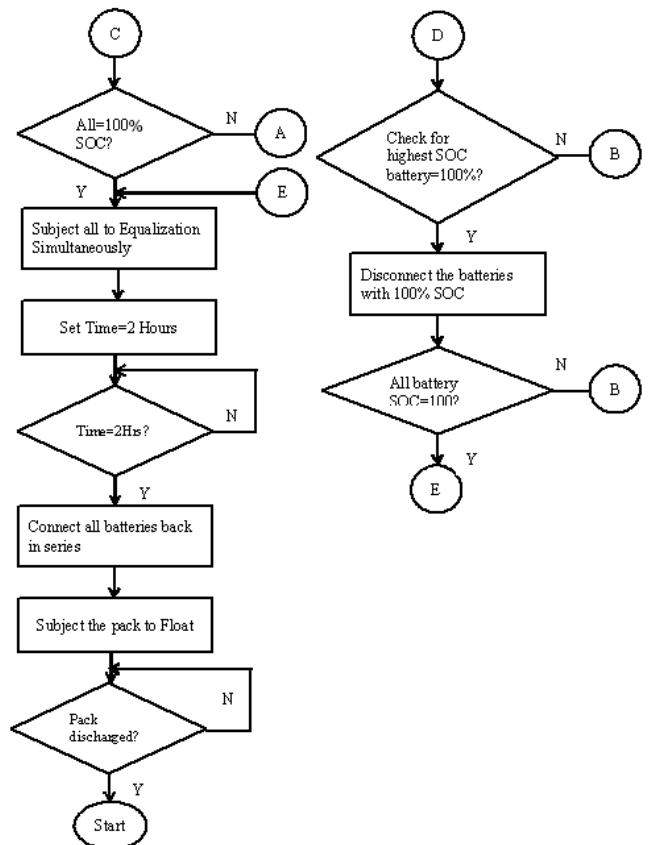 C
All=100%
SOC?
N
A
Y
E
Subject all to Equalization
Simultaneously
Set Time=2 Hours
Time=2Hrs?
N
Y
Connect all batteries back
in series
Subject the pack to Float
N
Pack
discharged?
Y
Start
D
Check for
highest SOC
battery=100%?
N
B
Y
Disconnect the batteries
with 100% SOC
All battery
SOC=100?
N
B
Y
E